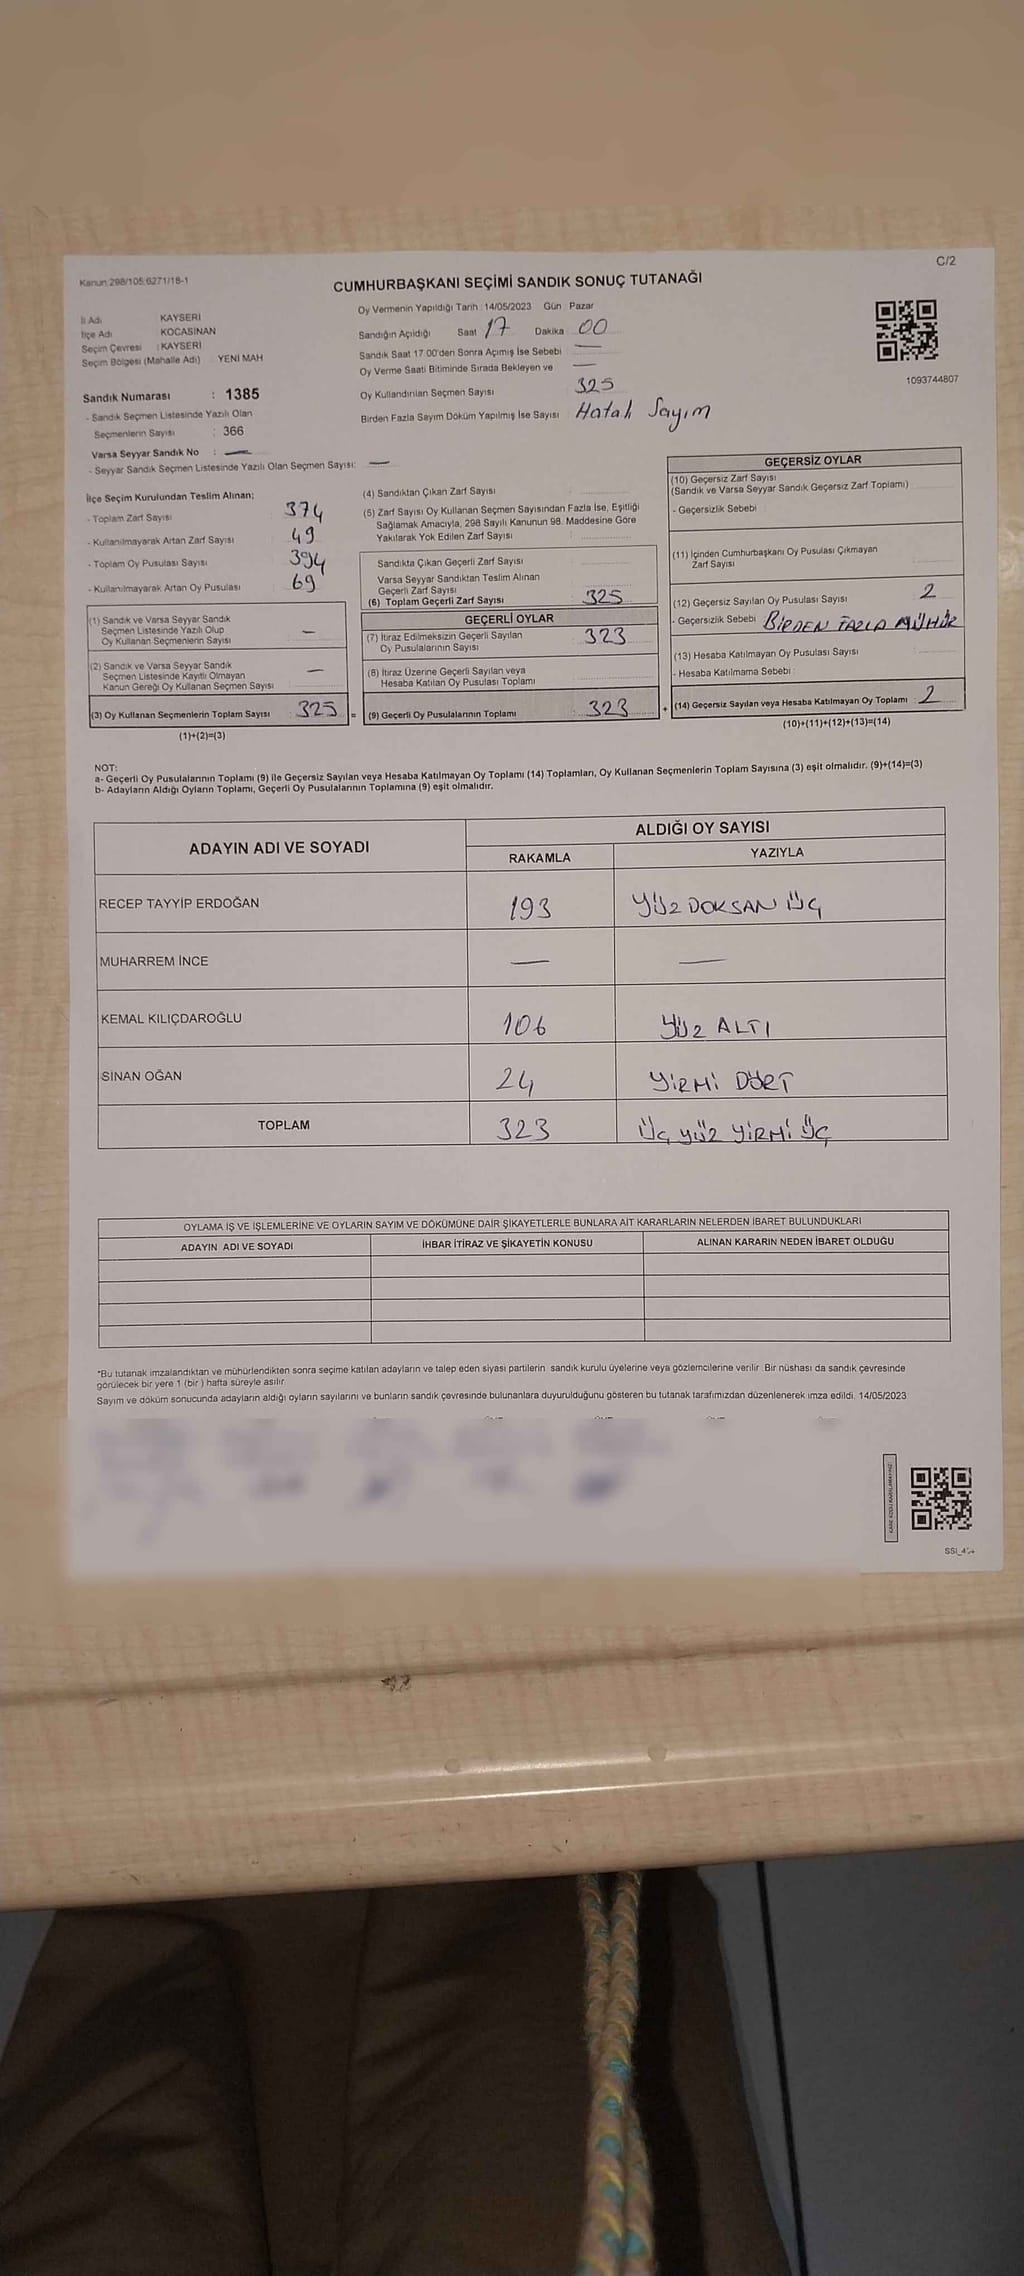 C/2
Kanun:298/105;6271/18-1
CUMHURBAŞKANI SEÇİMİ SANDIK SONUÇ TUTANAĞI
İl Adı KAYSERİ
İlçe Adı KOCASİNAN
Seçim Çevresi : KAYSERİ
Seçim Bölgesi (Mahalle Adı) YENİ MAH
Sandık Numarası : 1385
- Sandık Seçmen Listesinde Yazılı Olan
Seçmenlerin Sayısı : 366
Varsa Seyyar Sandık No : —
- Seyyar Sandık Seçmen Listesinde Yazılı Olan Seçmen Sayısı: —
Oy Vermenin Yapıldığı Tarih : 14/05/2023 Gün : Pazar
Sandığın Açıldığı Saat 17 Dakika 00
Sandık Saat 17:00'den Sonra Açımış İse Sebebi —
Oy Verme Saati Bitiminde Sırada Bekleyen ve —
Oy Kullandırılan Seçmen Sayısı 325
Birden Fazla Sayım Döküm Yapılmış İse Sayısı Hatalı Sayım
1093744807
İlçe Seçim Kurulundan Teslim Alınan;
- Toplam Zarf Sayısı 374
- Kullanılmayarak Artan Zarf Sayısı 49
- Toplam Oy Pusulası Sayısı 394
- Kullanılmayarak Artan Oy Pusulası 69
(1) Sandık ve Varsa Seyyar Sandık
Seçmen Listesinde Yazılı Olup
Oy Kullanan Seçmenlerin Sayısı —
(2) Sandık ve Varsa Seyyar Sandık
Seçmen Listesinde Kayıtlı Olmayan
Kanun Gereği Oy Kullanan Seçmen Sayısı —
(3) Oy Kullanan Seçmenlerin Toplam Sayısı : 325 =
(1)+(2)=(3)
(4) Sandıktan Çıkan Zarf Sayısı
(5) Zarf Sayısı Oy Kullanan Seçmen Sayısından Fazla İse, Eşitliği
Sağlamak Amacıyla, 298 Sayılı Kanunun 98. Maddesine Göre
Yakılarak Yok Edilen Zarf Sayısı
Sandıkta Çıkan Geçerli Zarf Sayısı
Varsa Seyyar Sandıktan Teslim Alınan
Geçerli Zarf Sayısı
(6) Toplam Geçerli Zarf Sayısı 325
GEÇERLİ OYLAR
(7) İtiraz Edilmeksizin Geçerli Sayılan
Oy Pusulalarının Sayısı 323
(8) İtiraz Üzerine Geçerli Sayılan veya
Hesaba Katılan Oy Pusulası Toplamı
(9) Geçerli Oy Pusulalarının Toplamı : 323 +
GEÇERSİZ OYLAR
(10) Geçersiz Zarf Sayısı
(Sandık ve Varsa Seyyar Sandık Geçersiz Zarf Toplamı)
- Geçersizlik Sebebi :
(11) İçinden Cumhurbaşkanı Oy Pusulası Çıkmayan
Zarf Sayısı
(12) Geçersiz Sayılan Oy Pusulası Sayısı 2
- Geçersizlik Sebebi BİRDEN FAZLA MÜHÜR
(13) Hesaba Katılmayan Oy Pusulası Sayısı
- Hesaba Katılmama Sebebi :
(14) Geçersiz Sayılan veya Hesaba Katılmayan Oy Toplamı 2
(10)+(11)+(12)+(13)=(14)
NOT:
a- Geçerli Oy Pusulalarının Toplamı (9) ile Geçersiz Sayılan veya Hesaba Katılmayan Oy Toplamı (14) Toplamları, Oy Kullanan Seçmenlerin Toplam Sayısına (3) eşit olmalıdır. (9)+(14)=(3)
b- Adayların Aldığı Oyların Toplamı, Geçerli Oy Pusulalarının Toplamına (9) eşit olmalıdır.
ADAYIN ADI VE SOYADI ALDIĞI OY SAYISI
RAKAMLA YAZIYLA
RECEP TAYYİP ERDOĞAN 193 YÜZ DOKSAN ÜÇ
MUHARREM İNCE — —
KEMAL KILIÇDAROĞLU 106 YÜZ ALTI
SİNAN OĞAN 24 YİRMİ DÖRT
TOPLAM 323 ÜÇ YÜZ YİRMİ ÜÇ
OYLAMA İŞ VE İŞLEMLERİNE VE OYLARIN SAYIM VE DÖKÜMÜNE DAİR ŞİKAYETLERLE BUNLARA AİT KARARLARIN NELERDEN İBARET BULUNDUKLARI
ADAYIN ADI VE SOYADI İHBAR İTİRAZ VE ŞİKAYETİN KONUSU ALINAN KARARIN NEDEN İBARET OLDUĞU
*Bu tutanak imzalandıktan ve mühürlendikten sonra seçime katılan adayların ve talep eden siyasi partilerin sandık kurulu üyelerine veya gözlemcilerine verilir. Bir nüshası da sandık çevresinde
görülecek bir yere 1 (bir ) hafta süreyle asılır.
Sayım ve döküm sonucunda adayların aldığı oyların sayılarını ve bunların sandık çevresinde bulunanlara duyurulduğunu gösteren bu tutanak tarafımızdan düzenlenerek imza edildi. 14/05/2023